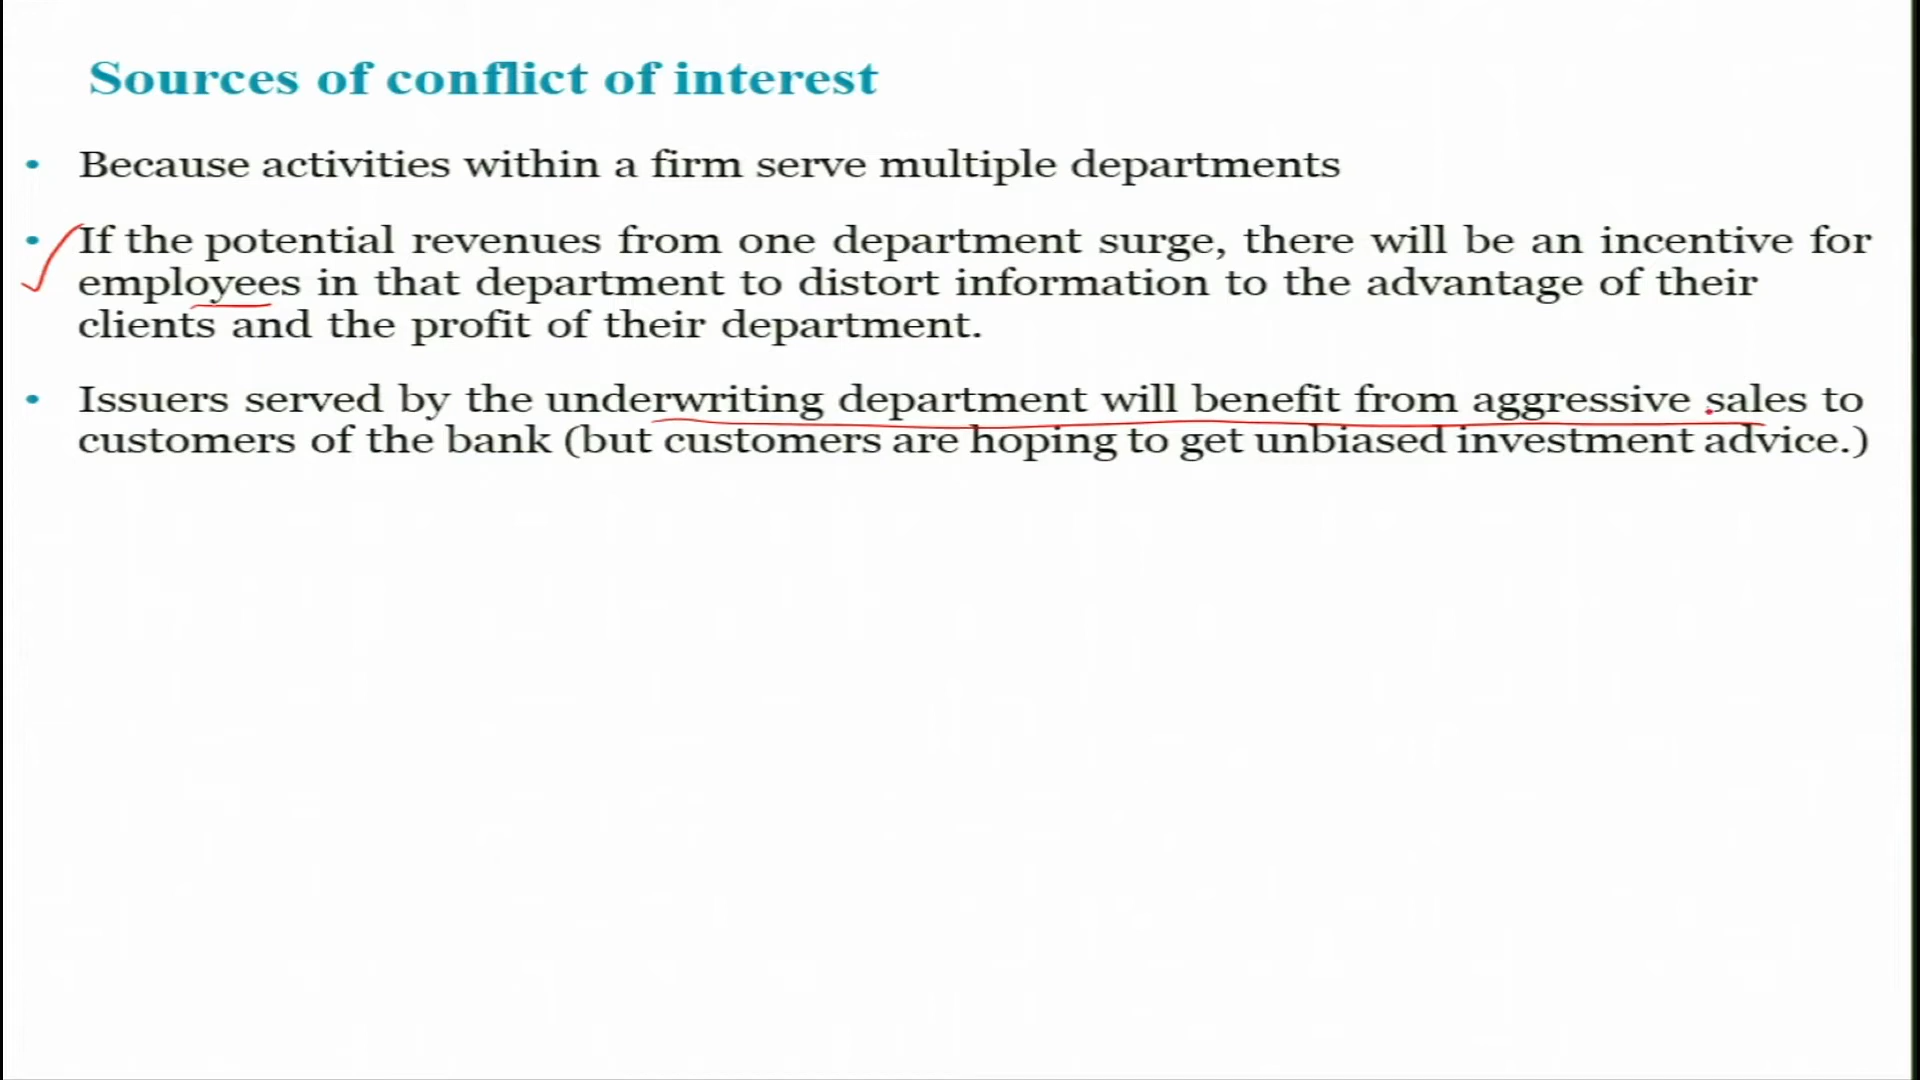 Sources of conflict of interest
• Because activities within a firm serve multiple departments
• If the potential revenues from one department surge, there will be an incentive for
employees in that department to distort information to the advantage of their
clients and the profit of their department.
• Issuers served by the underwriting department will benefit from aggressive sales to
customers of the bank (but customers are hoping to get unbiased investment advice.)